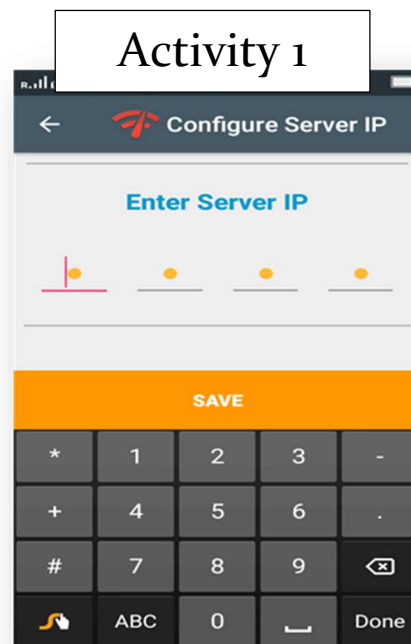 Activity 1
Configure Server IP
Enter Server IP
SAVE
* 1 2 3 -
+ 4 5 6 .
# 7 8 9
ABC 0 Done